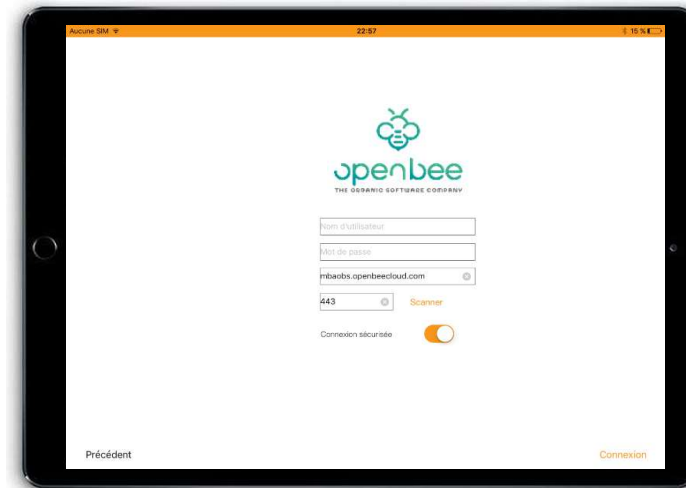 Aucune SIM 22:57 15 %
openbee
THE ORGANIC SOFTWARE COMPANY
Nom d'utilisateur
Mot de passe
mbaobs.openbeecloud.com
443 Scanner
Connexion sécurisée
Précédent Connexion